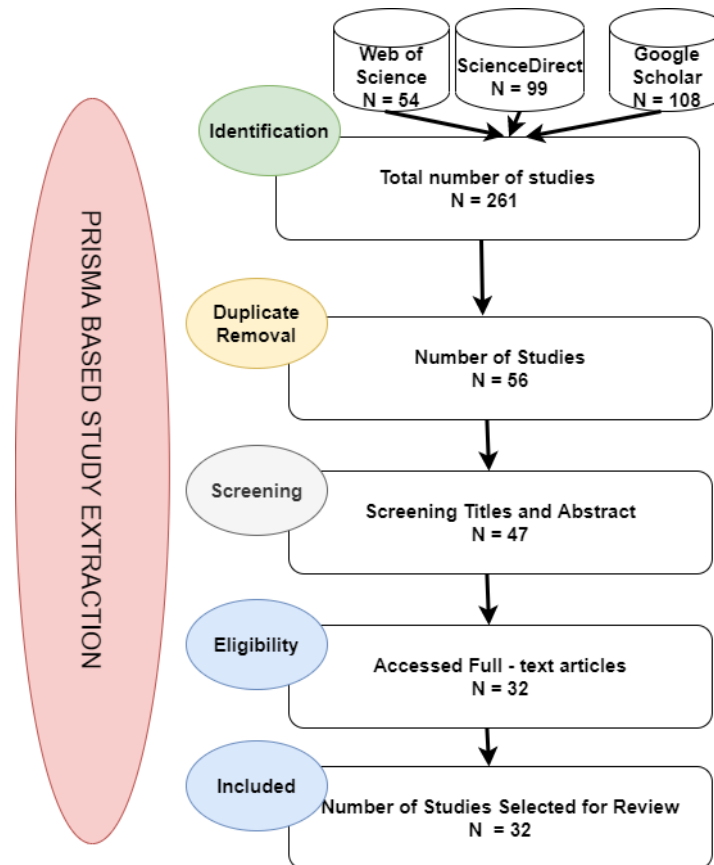 Web of
Science
N = 54
ScienceDirect
N = 99
Google
Scholar
N = 108
Identification
Total number of studies
N = 261
PRISMA BASED STUDY EXTRACTION
Duplicate
Removal
Number of Studies
N = 56
Screening
Screening Titles and Abstract
N = 47
Eligibility
Accessed Full - text articles
N = 32
Included
Number of Studies Selected for Review
N = 32